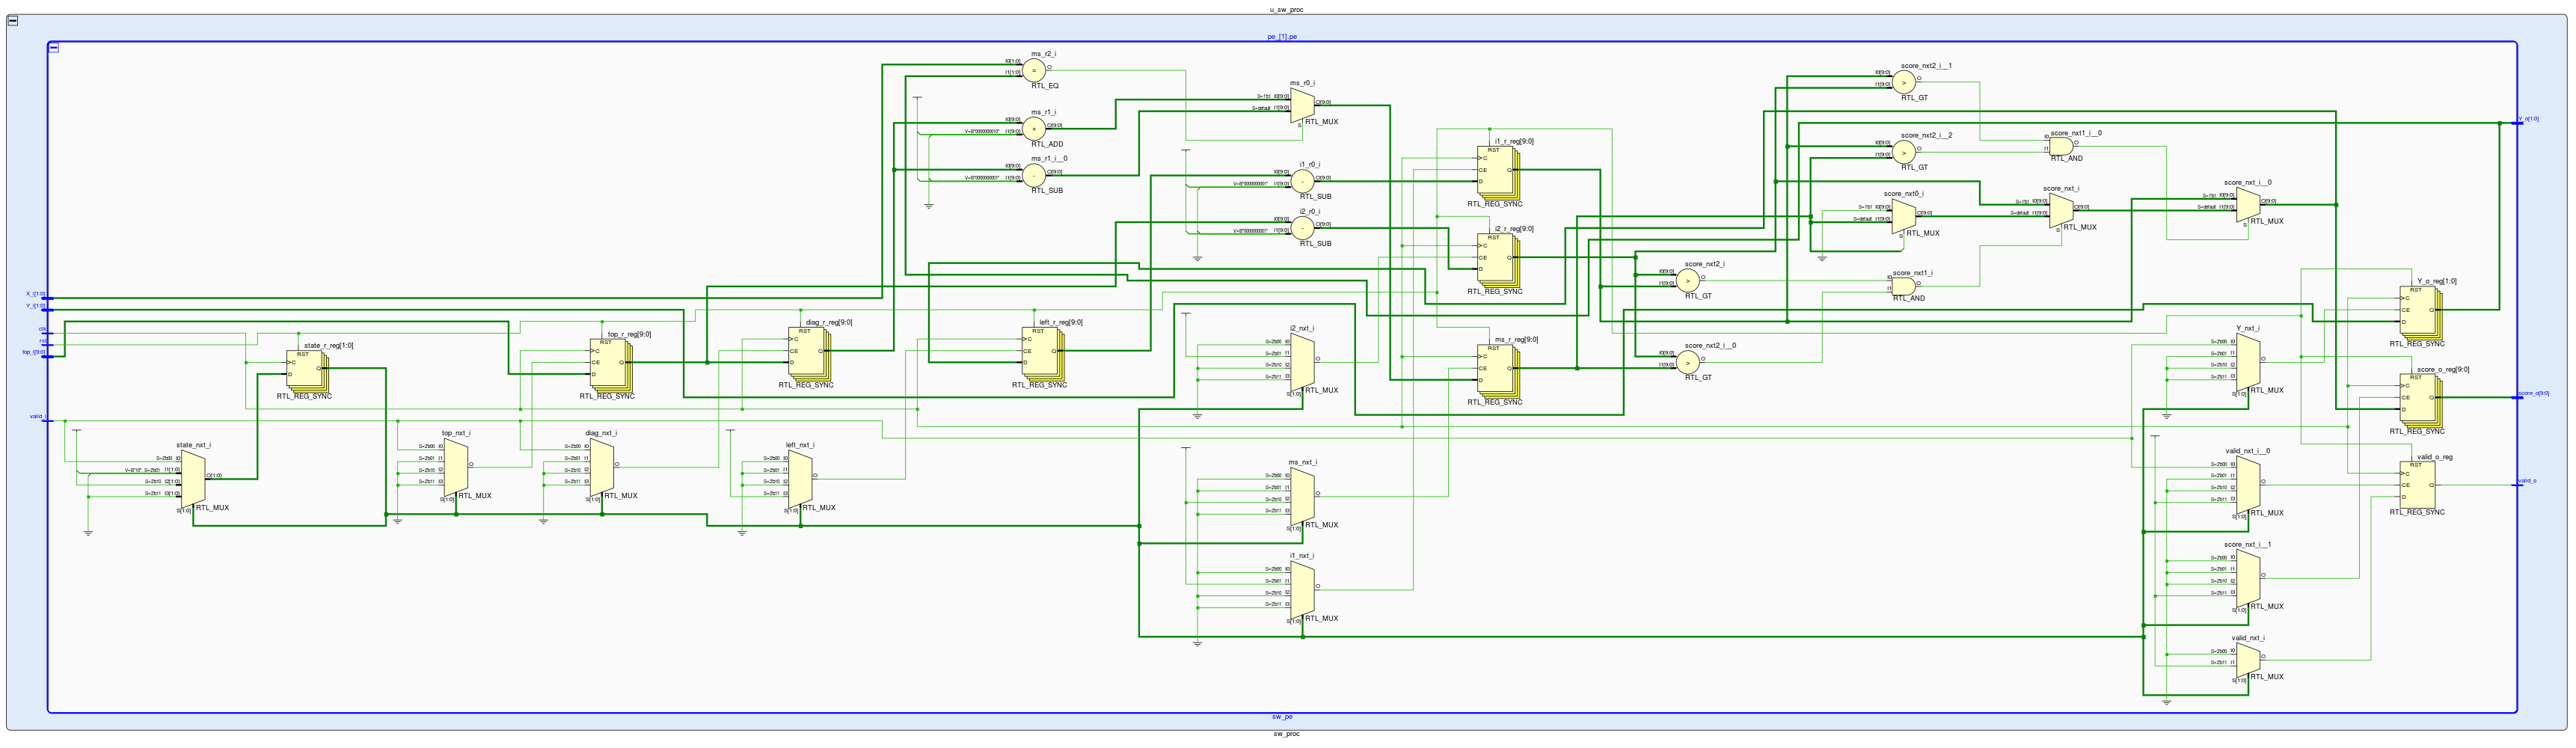 u_sw_proc
pe_[1].pe
ms_r2_i
I0[1:0]
I1[1:0]
=
O
RTL_EQ
ms_r1_i
I0[9:0]
I1[9:0]
+
O[9:0]
RTL_ADD
ms_r1_i__0
I0[9:0]
I1[9:0]
-
O[9:0]
RTL_SUB
ms_r0_i
S=1'b1 I0[9:0]
S=default I1[9:0]
O[9:0]
S
RTL_MUX
i1_r0_i
I0[9:0]
I1[9:0]
-
O[9:0]
RTL_SUB
i2_r0_i
I0[9:0]
I1[9:0]
-
O[9:0]
RTL_SUB
i1_r_reg[9:0]
RST
C
CE
D
Q
RTL_REG_SYNC
i2_r_reg[9:0]
RST
C
CE
D
Q
RTL_REG_SYNC
ms_r_reg[9:0]
RST
C
CE
D
Q
RTL_REG_SYNC
score_nxt2_i__1
I0[9:0]
I1[9:0]
>
O
RTL_GT
score_nxt2_i__2
I0[9:0]
I1[9:0]
>
O
RTL_GT
score_nxt1_i__0
I0
I1
O
RTL_AND
score_nxt0_i
S=1'b1 I0[9:0]
S=default I1[9:0]
O[9:0]
S
RTL_MUX
score_nxt_i
S=1'b1 I0[9:0]
S=default I1[9:0]
O[9:0]
S
RTL_MUX
score_nxt_i__0
S=1'b1 I0[9:0]
S=default I1[9:0]
O[9:0]
S
RTL_MUX
score_nxt2_i
I0[9:0]
I1[9:0]
>
O
RTL_GT
score_nxt1_i
I0
I1
O
RTL_AND
score_nxt2_i__0
I0[9:0]
I1[9:0]
>
O
RTL_GT
X_i[1:0]
Y_i[1:0]
clk
rst
top_i[9:0]
valid_i
state_r_reg[1:0]
RST
C
D
Q
RTL_REG_SYNC
top_r_reg[9:0]
RST
C
CE
D
Q
RTL_REG_SYNC
diag_r_reg[9:0]
RST
C
CE
D
Q
RTL_REG_SYNC
left_r_reg[9:0]
RST
C
CE
D
Q
RTL_REG_SYNC
state_nxt_i
S=2'b00 I0
V=B"10", S=2'b01 I1[1:0]
S=2'b10 I2[1:0]
S=2'b11 I3[1:0]
O[1:0]
S[1:0]
RTL_MUX
top_nxt_i
S=2'b00 I0
S=2'b01 I1
S=2'b10 I2
S=2'b11 I3
O
S[1:0]
RTL_MUX
diag_nxt_i
S=2'b00 I0
S=2'b01 I1
S=2'b10 I2
S=2'b11 I3
O
S[1:0]
RTL_MUX
left_nxt_i
S=2'b00 I0
S=2'b01 I1
S=2'b10 I2
S=2'b11 I3
O
S[1:0]
RTL_MUX
i2_nxt_i
S=2'b00 I0
S=2'b01 I1
S=2'b10 I2
S=2'b11 I3
O
S[1:0]
RTL_MUX
ms_nxt_i
S=2'b00 I0
S=2'b01 I1
S=2'b10 I2
S=2'b11 I3
O
S[1:0]
RTL_MUX
i1_nxt_i
S=2'b00 I0
S=2'b01 I1
S=2'b10 I2
S=2'b11 I3
O
S[1:0]
RTL_MUX
Y_nxt_i
S=2'b00 I0
S=2'b01 I1
S=2'b10 I2
S=2'b11 I3
O
S[1:0]
RTL_MUX
valid_nxt_i__0
S=2'b00 I0
S=2'b01 I1
S=2'b10 I2
S=2'b11 I3
O
S[1:0]
RTL_MUX
score_nxt_i__1
S=2'b00 I0
S=2'b01 I1
S=2'b10 I2
S=2'b11 I3
O
S[1:0]
RTL_MUX
valid_nxt_i
S=2'b00 I0
S=2'b11 I1
O
S[1:0]
RTL_MUX
Y_o_reg[1:0]
RST
C
CE
D
Q
RTL_REG_SYNC
score_o_reg[9:0]
RST
C
CE
D
Q
RTL_REG_SYNC
valid_o_reg
RST
C
CE
D
Q
RTL_REG_SYNC
Y_o[1:0]
score_o[9:0]
valid_o
sw_pe
sw_proc